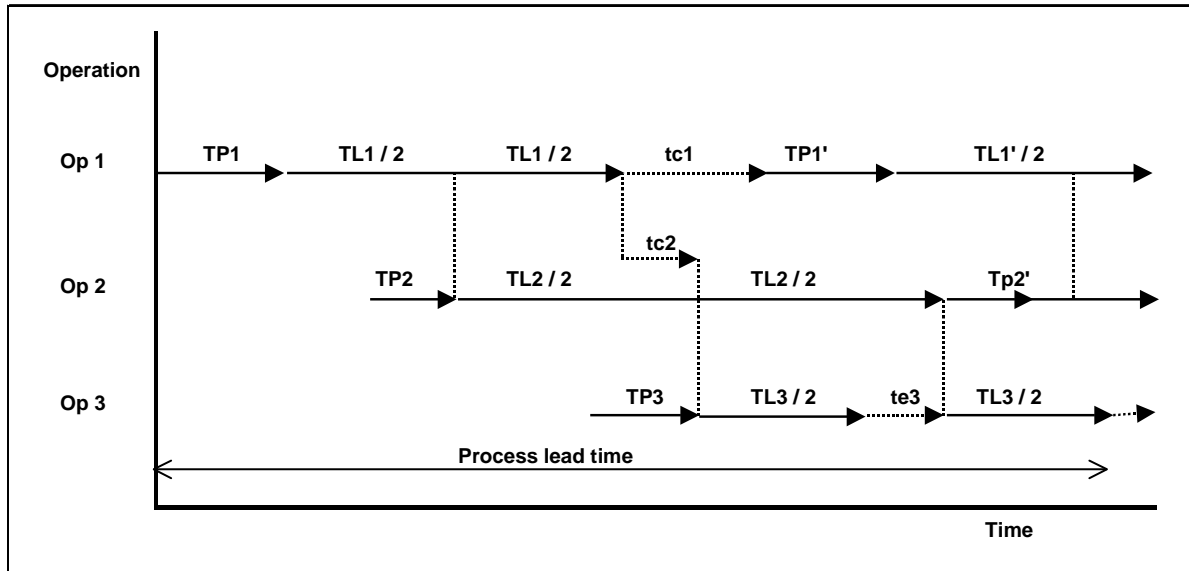 Operation
Op 1
TP1
TL1 / 2
TL1 / 2
tc1
TP1'
TL1' / 2
tc2
Op 2
TP2
TL2 / 2
TL2 / 2
Tp2'
Op 3
TP3
TL3 / 2
te3
TL3 / 2
Process lead time
Time